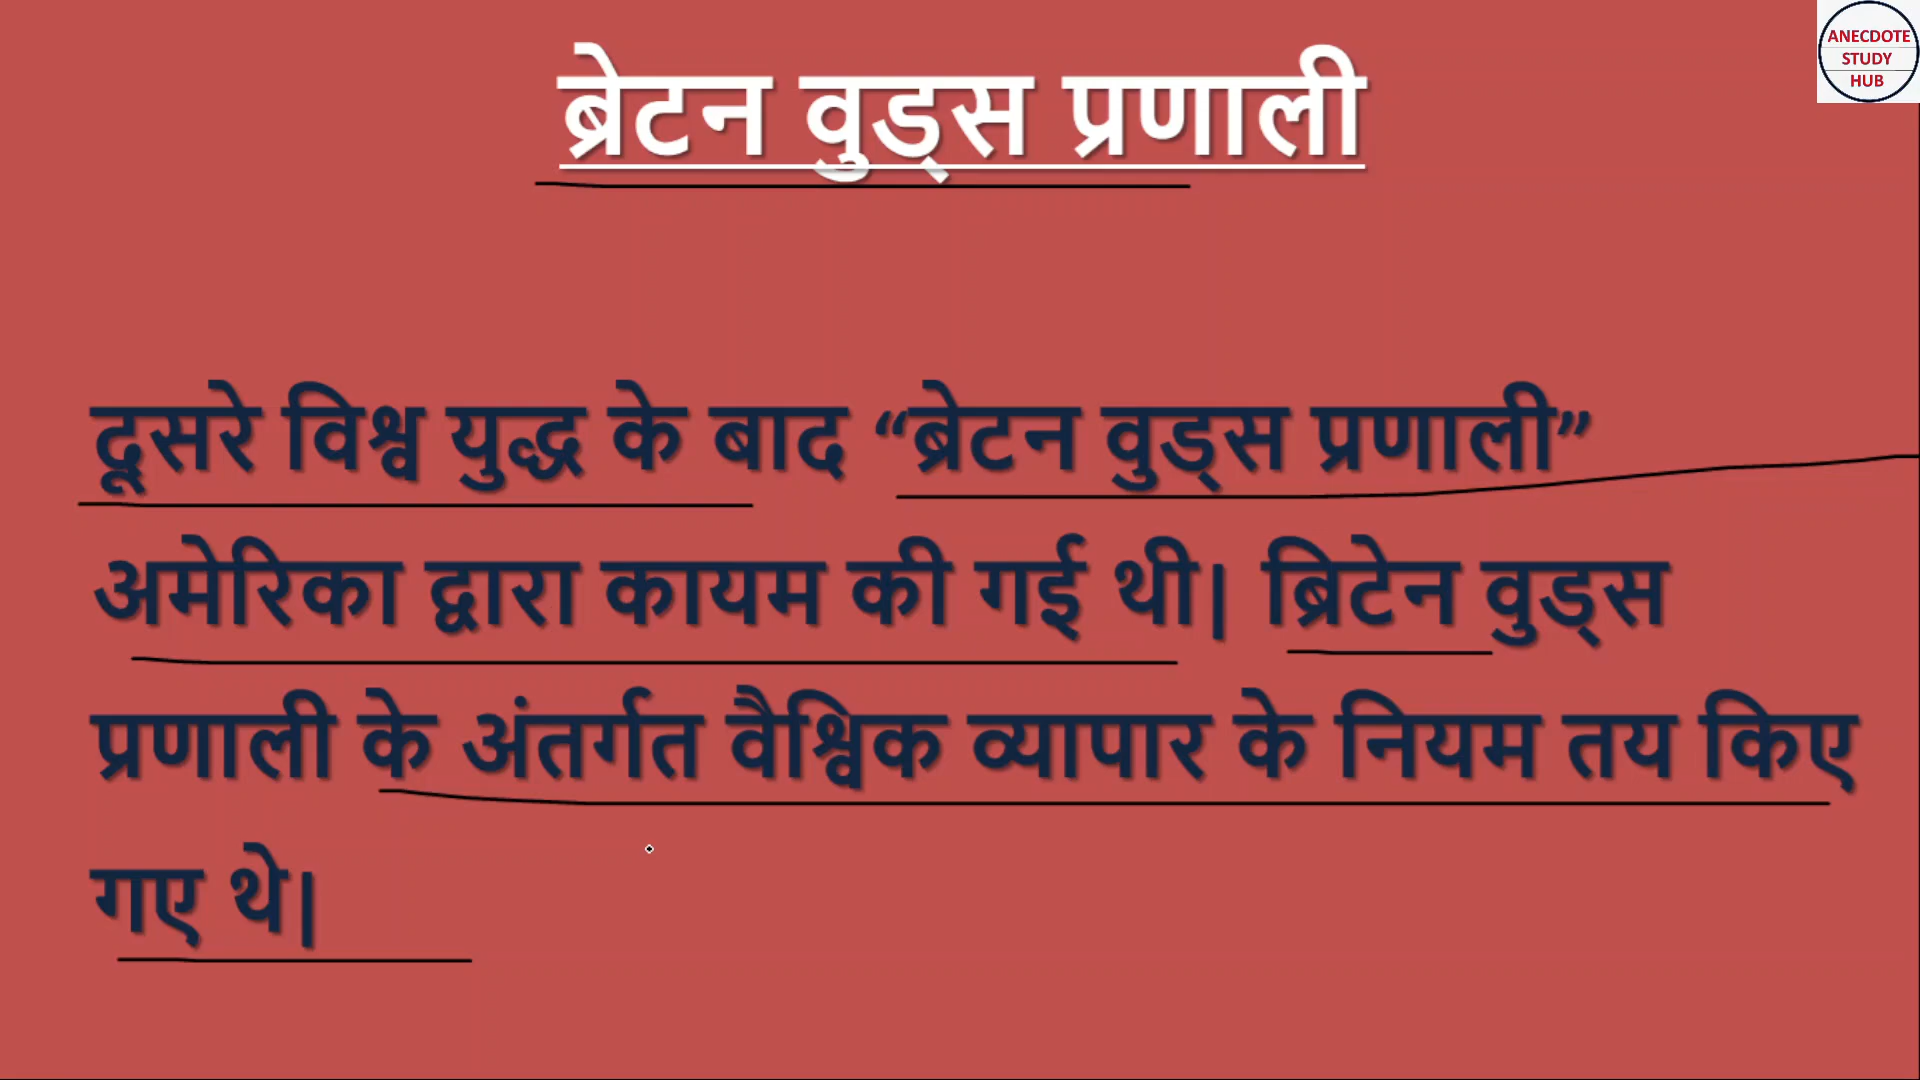 ब्रेटन वुड्स प्रणाली
ANECDOTE
STUDY
HUB
दूसरे विश्व युद्ध के बाद “ब्रेटन वुड्स प्रणाली”
अमेरिका द्वारा कायम की गई थी| ब्रिटेन वुड्स
प्रणाली के अंतर्गत वैश्विक व्यापार के नियम तय किए
गए थे|